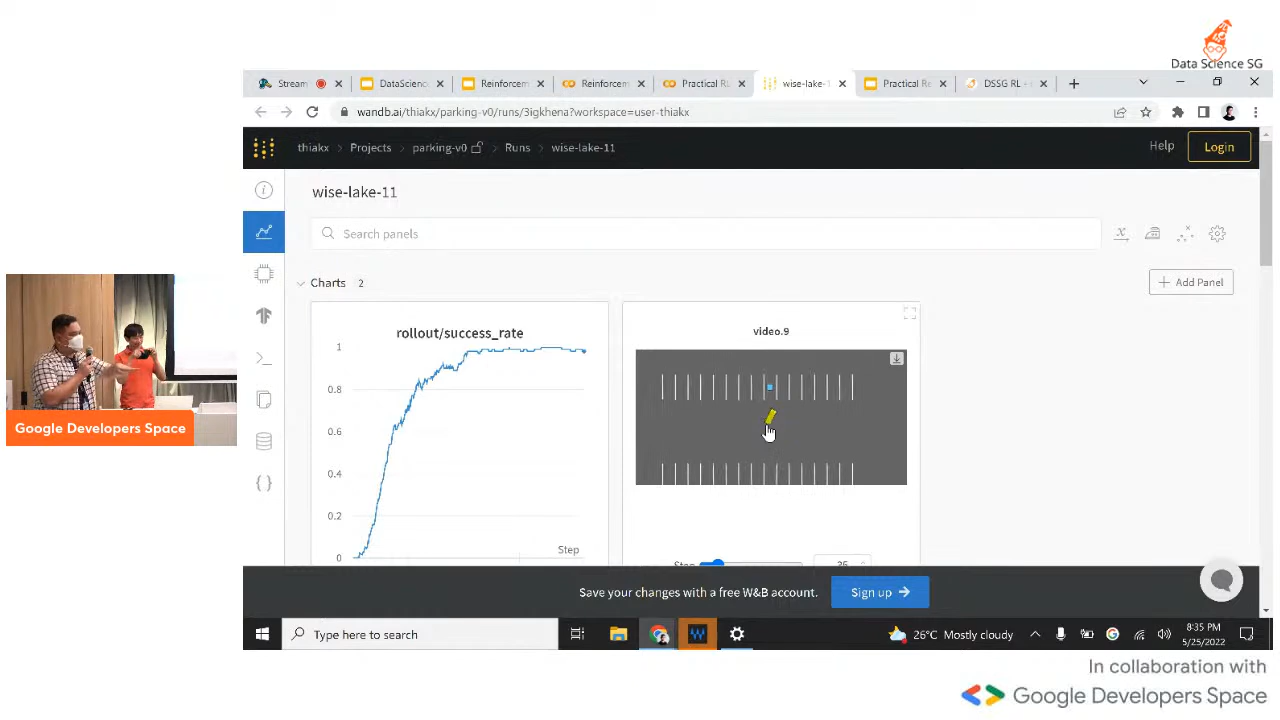 Data Science SG
Stream
DataScienc
Reinforcem
Reinforcem
Practical RL
wise-lake-1
Practical Re
DSSG RL -
wandb.ai/thiakx/parking-v0/runs/3igkhena?workspace=user-thiakx
thiakx > Projects > parking-v0 > Runs > wise-lake-11
Help
Login
wise-lake-11
Search panels
Charts 2
+ Add Panel
rollout/success_rate
1
0.8
0.6
0.4
0.2
0
Step
video.9
Step
Google Developers Space
Save your changes with a free W&B account.
Sign up
Type here to search
26°C Mostly cloudy
8:35 PM
5/25/2022
In collaboration with
Google Developers Space